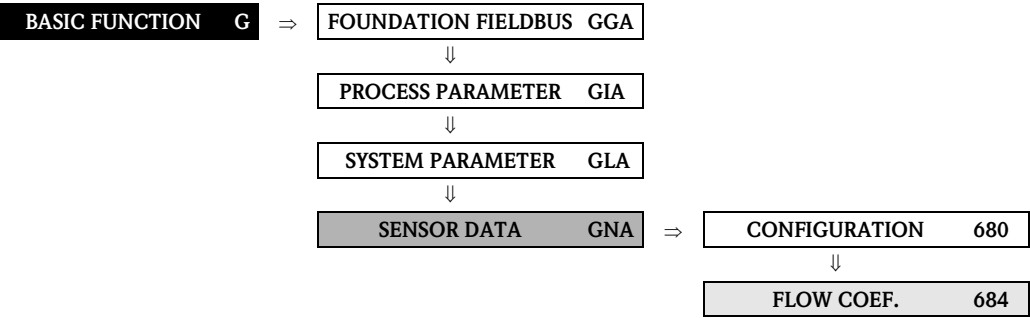 BASIC FUNCTION G ⇒ FOUNDATION FIELDBUS GGA
⇓
PROCESS PARAMETER GIA
⇓
SYSTEM PARAMETER GLA
⇓
SENSOR DATA GNA ⇒ CONFIGURATION 680
⇓
FLOW COEF. 684